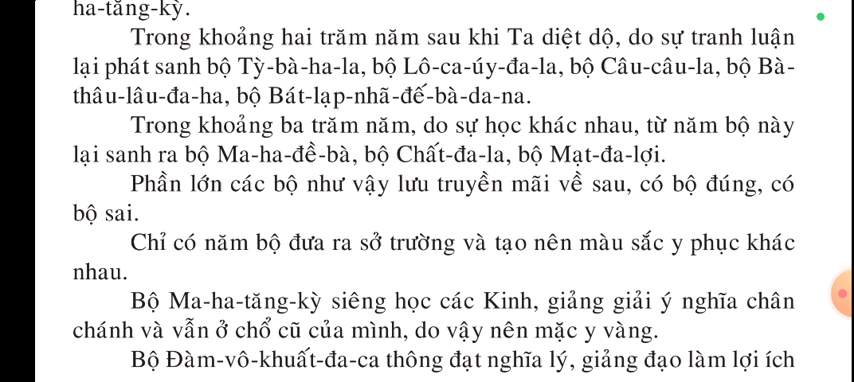 ha-tăng-kỳ.
Trong khoảng hai trăm năm sau khi Ta diệt độ, do sự tranh luận
lại phát sanh bộ Tỳ-bà-ha-la, bộ Lô-ca-úy-đa-la, bộ Câu-câu-la, bộ Bà-
thâu-lâu-đa-ha, bộ Bát-lạp-nhã-đế-bà-da-na.
Trong khoảng ba trăm năm, do sự học khác nhau, từ năm bộ này
lại sanh ra bộ Ma-ha-đề-bà, bộ Chất-đa-la, bộ Mạt-đa-lợi.
Phần lớn các bộ như vậy lưu truyền mãi về sau, có bộ đúng, có
bộ sai.
Chỉ có năm bộ đưa ra sở trường và tạo nên màu sắc y phục khác
nhau.
Bộ Ma-ha-tăng-kỳ siêng học các Kinh, giảng giải ý nghĩa chân
chánh và vẫn ở chổ cũ của mình, do vậy nên mặc y vàng.
Bộ Đàm-vô-khuất-đa-ca thông đạt nghĩa lý, giảng đạo làm lợi ích